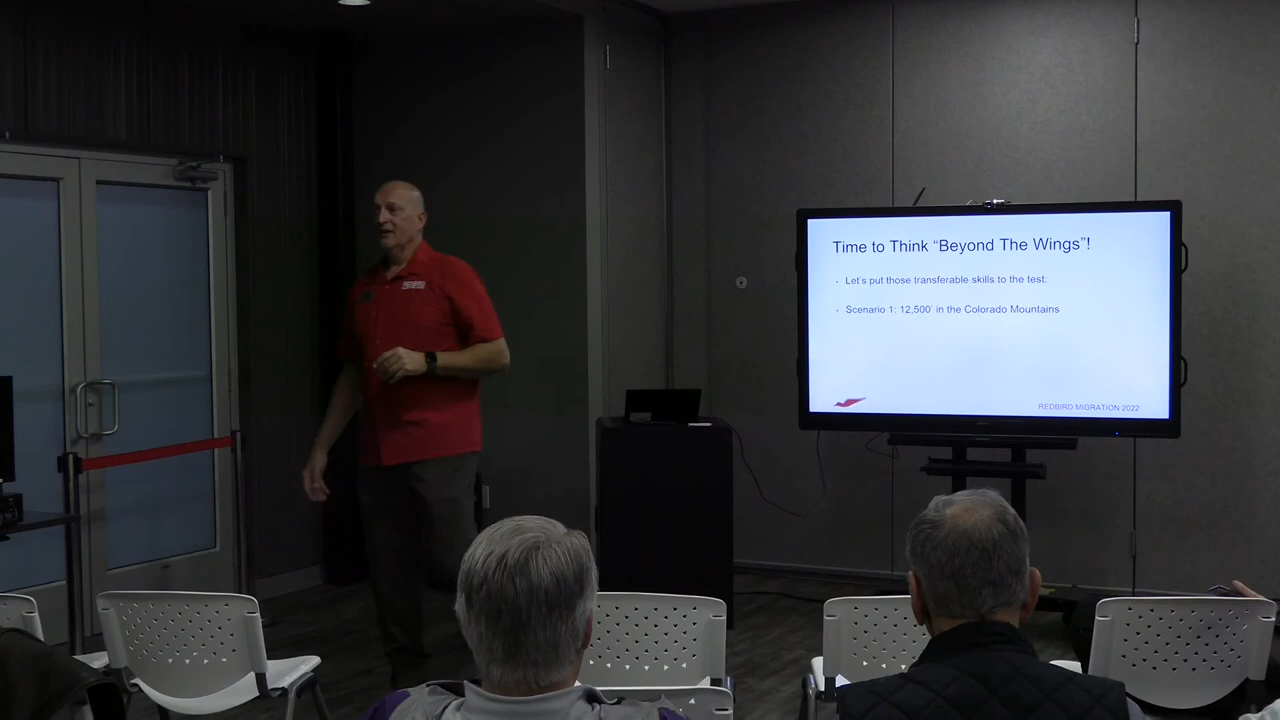 Time to Think “Beyond The Wings”!
· Let's put those transferable skills to the test:
· Scenario 1: 12,500' in the Colorado Mountains
REDBIRD MIGRATION 2022